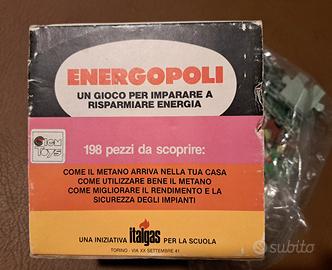 ENERGOPOLI
UN GIOCO PER IMPARARE A
RISPARMIARE ENERGIA
TOYS
198 pezzi da scoprire:
COME IL METANO ARRIVA NELLA TUA CASA
COME UTILIZZARE BENE IL METANO
COME MIGLIORARE IL RENDIMENTO E LA
SICUREZZA DEGLI IMPIANTI
UNA INIZIATIVA italgas PER LA SCUOLA
TORINO - VIA XX SETTEMBRE 41
subito